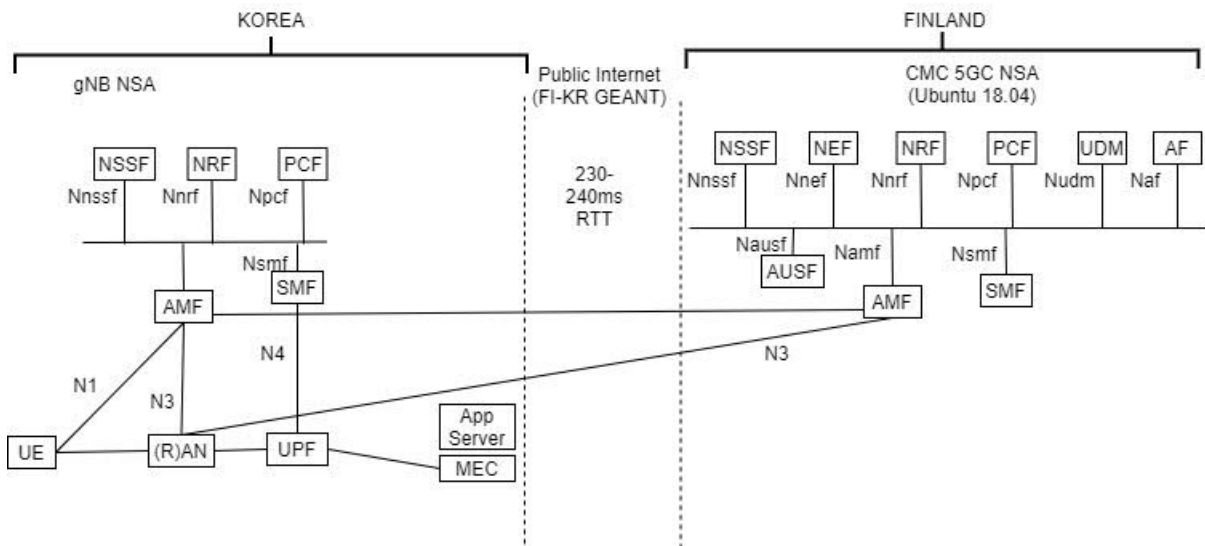 KOREA
FINLAND
gNB NSA
Public Internet
(FI-KR GEANT)
CMC 5GC NSA
(Ubuntu 18.04)
NSSF
NRF
PCF
NSSF
NEF
NRF
PCF
UDM
AF
Nnssf
Nnrf
Npcf
230-
240ms
RTT
Nnssf
Nnef
Nnrf
Npcf
Nudm
Naf
Nsmf
SMF
Nausf
AUSF
Namf
Nsmf
SMF
AMF
AMF
N4
N3
N1
N3
App
Server
UE
(R)AN
UPF
MEC